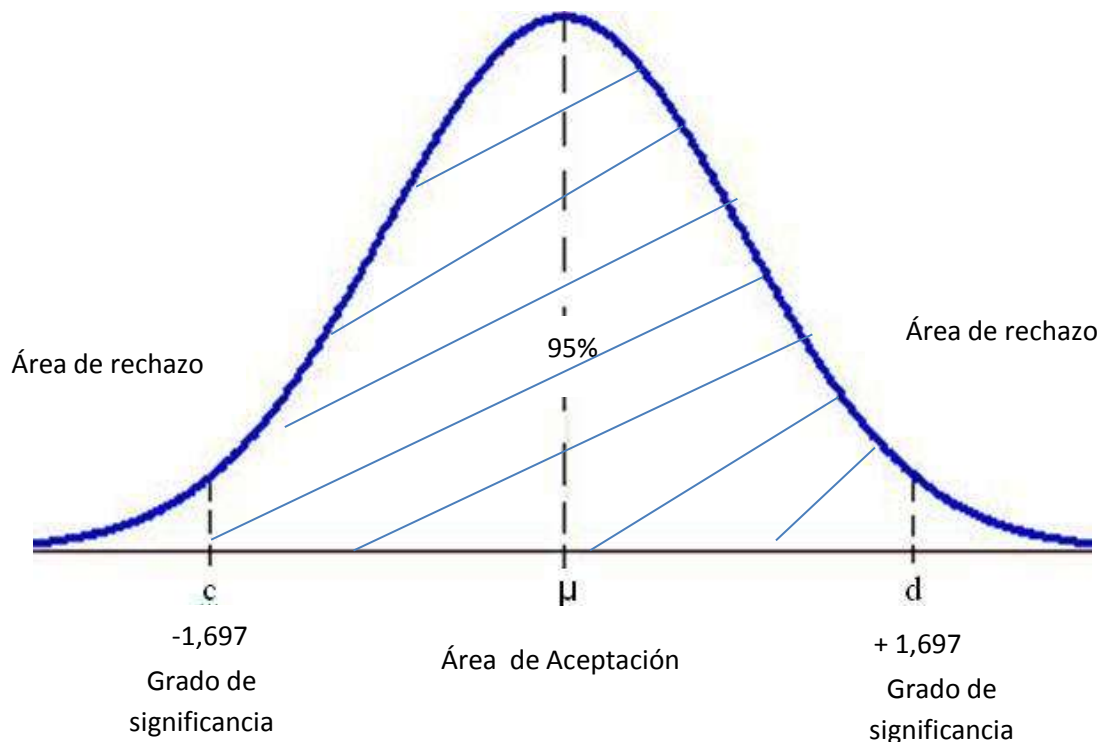 Área de rechazo
Área de rechazo
95%
c
µ
d
-1,697
Grado de
significancia
Área de Aceptación
+ 1,697
Grado de
significancia